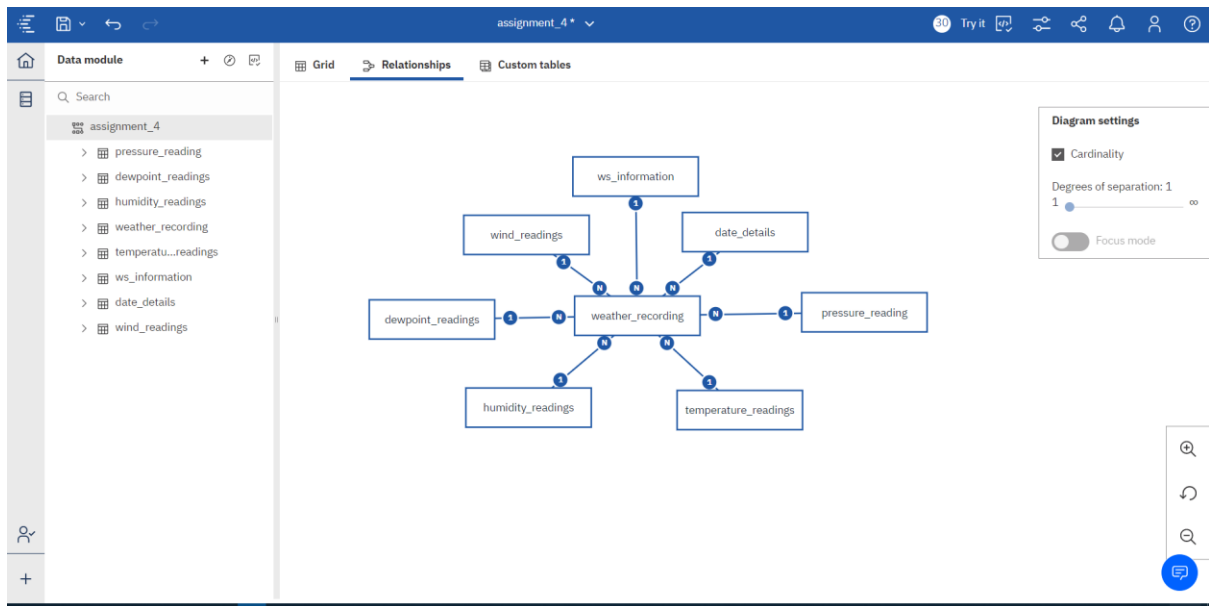 assignment_4*
30 Try it
Data module
Search
assignment_4
pressure_reading
dewpoint_readings
humidity_readings
weather_recording
temperatu...readings
ws_information
date_details
wind_readings
Grid
Relationships
Custom tables
ws_information
1
wind_readings
date_details
1
1
N
N
N
dewpoint_readings
1
N
weather_recording
N
1
pressure_reading
N
N
1
1
humidity_readings
temperature_readings
Diagram settings
Cardinality
Degrees of separation: 1
1
∞
Focus mode